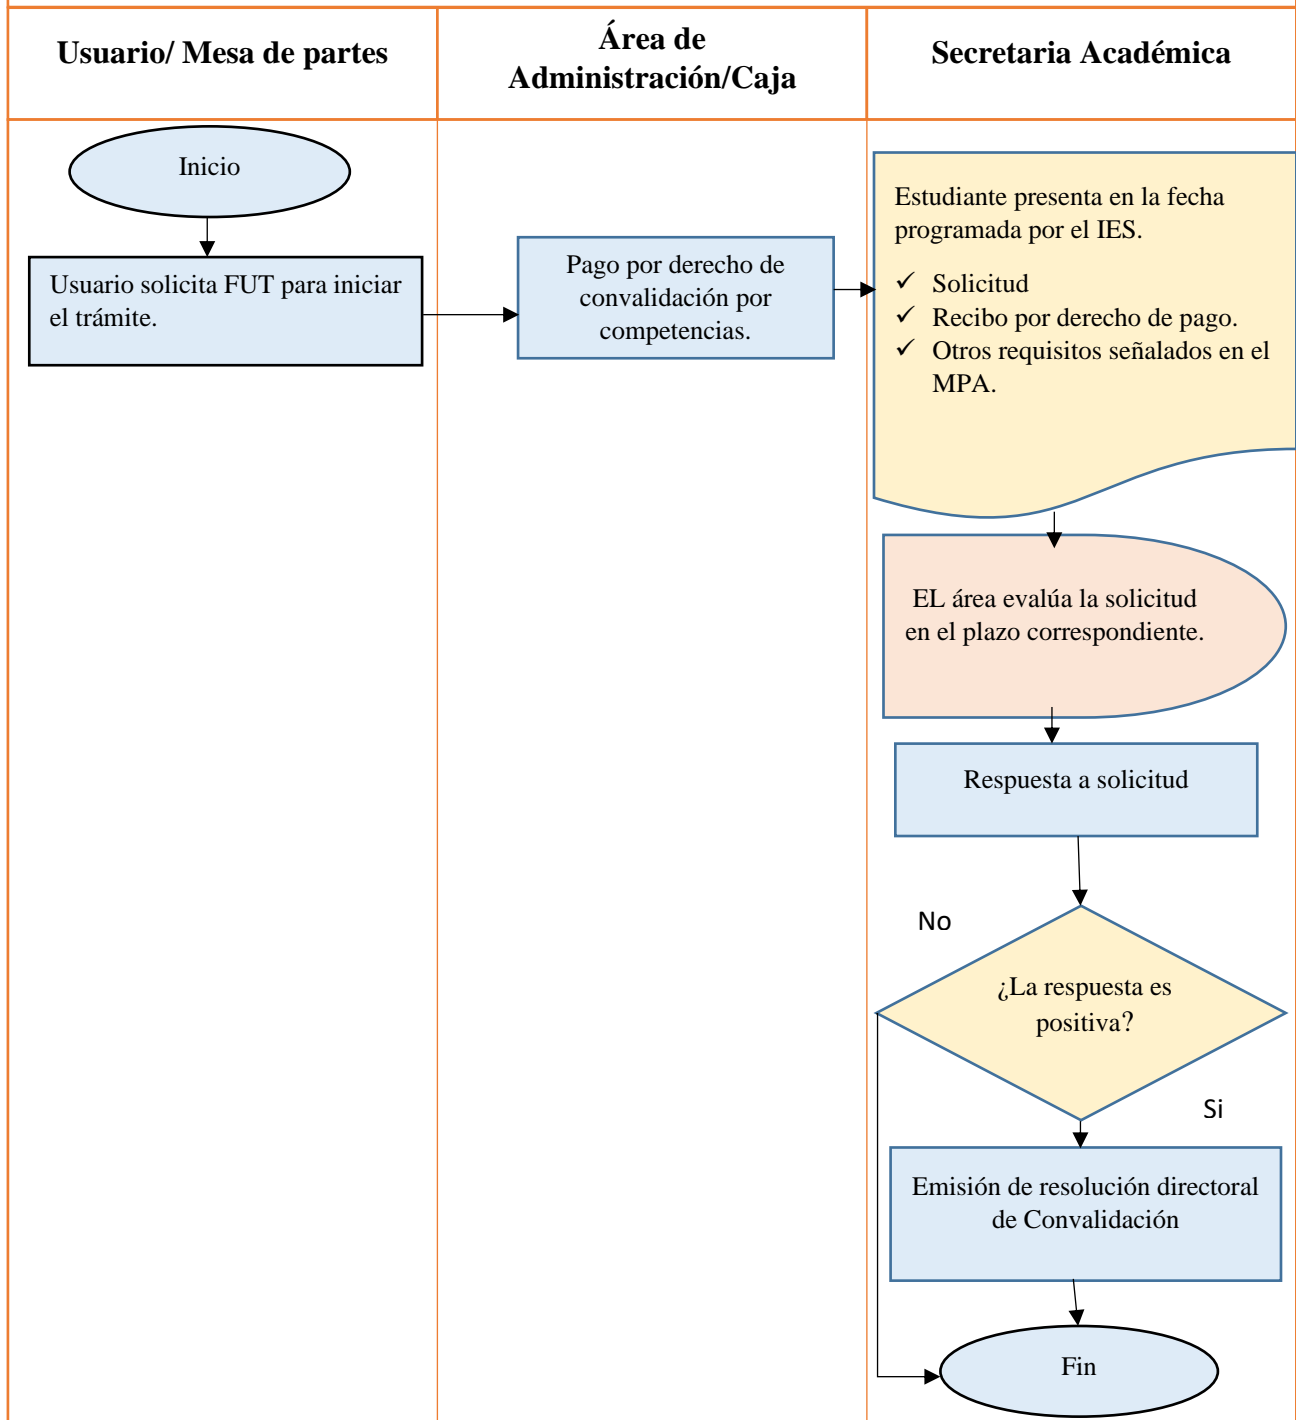 Usuario/ Mesa de partes
Área de
Administración/Caja
Secretaria Académica
Inicio
Usuario solicita FUT para iniciar
el trámite.
Pago por derecho de
convalidación por
competencias.
Estudiante presenta en la fecha
programada por el IES.
✓ Solicitud
✓ Recibo por derecho de pago.
✓ Otros requisitos señalados en el
MPA.
EL área evalúa la solicitud
en el plazo correspondiente.
Respuesta a solicitud
No
¿La respuesta es
positiva?
Si
Emisión de resolución directoral
de Convalidación
Fin